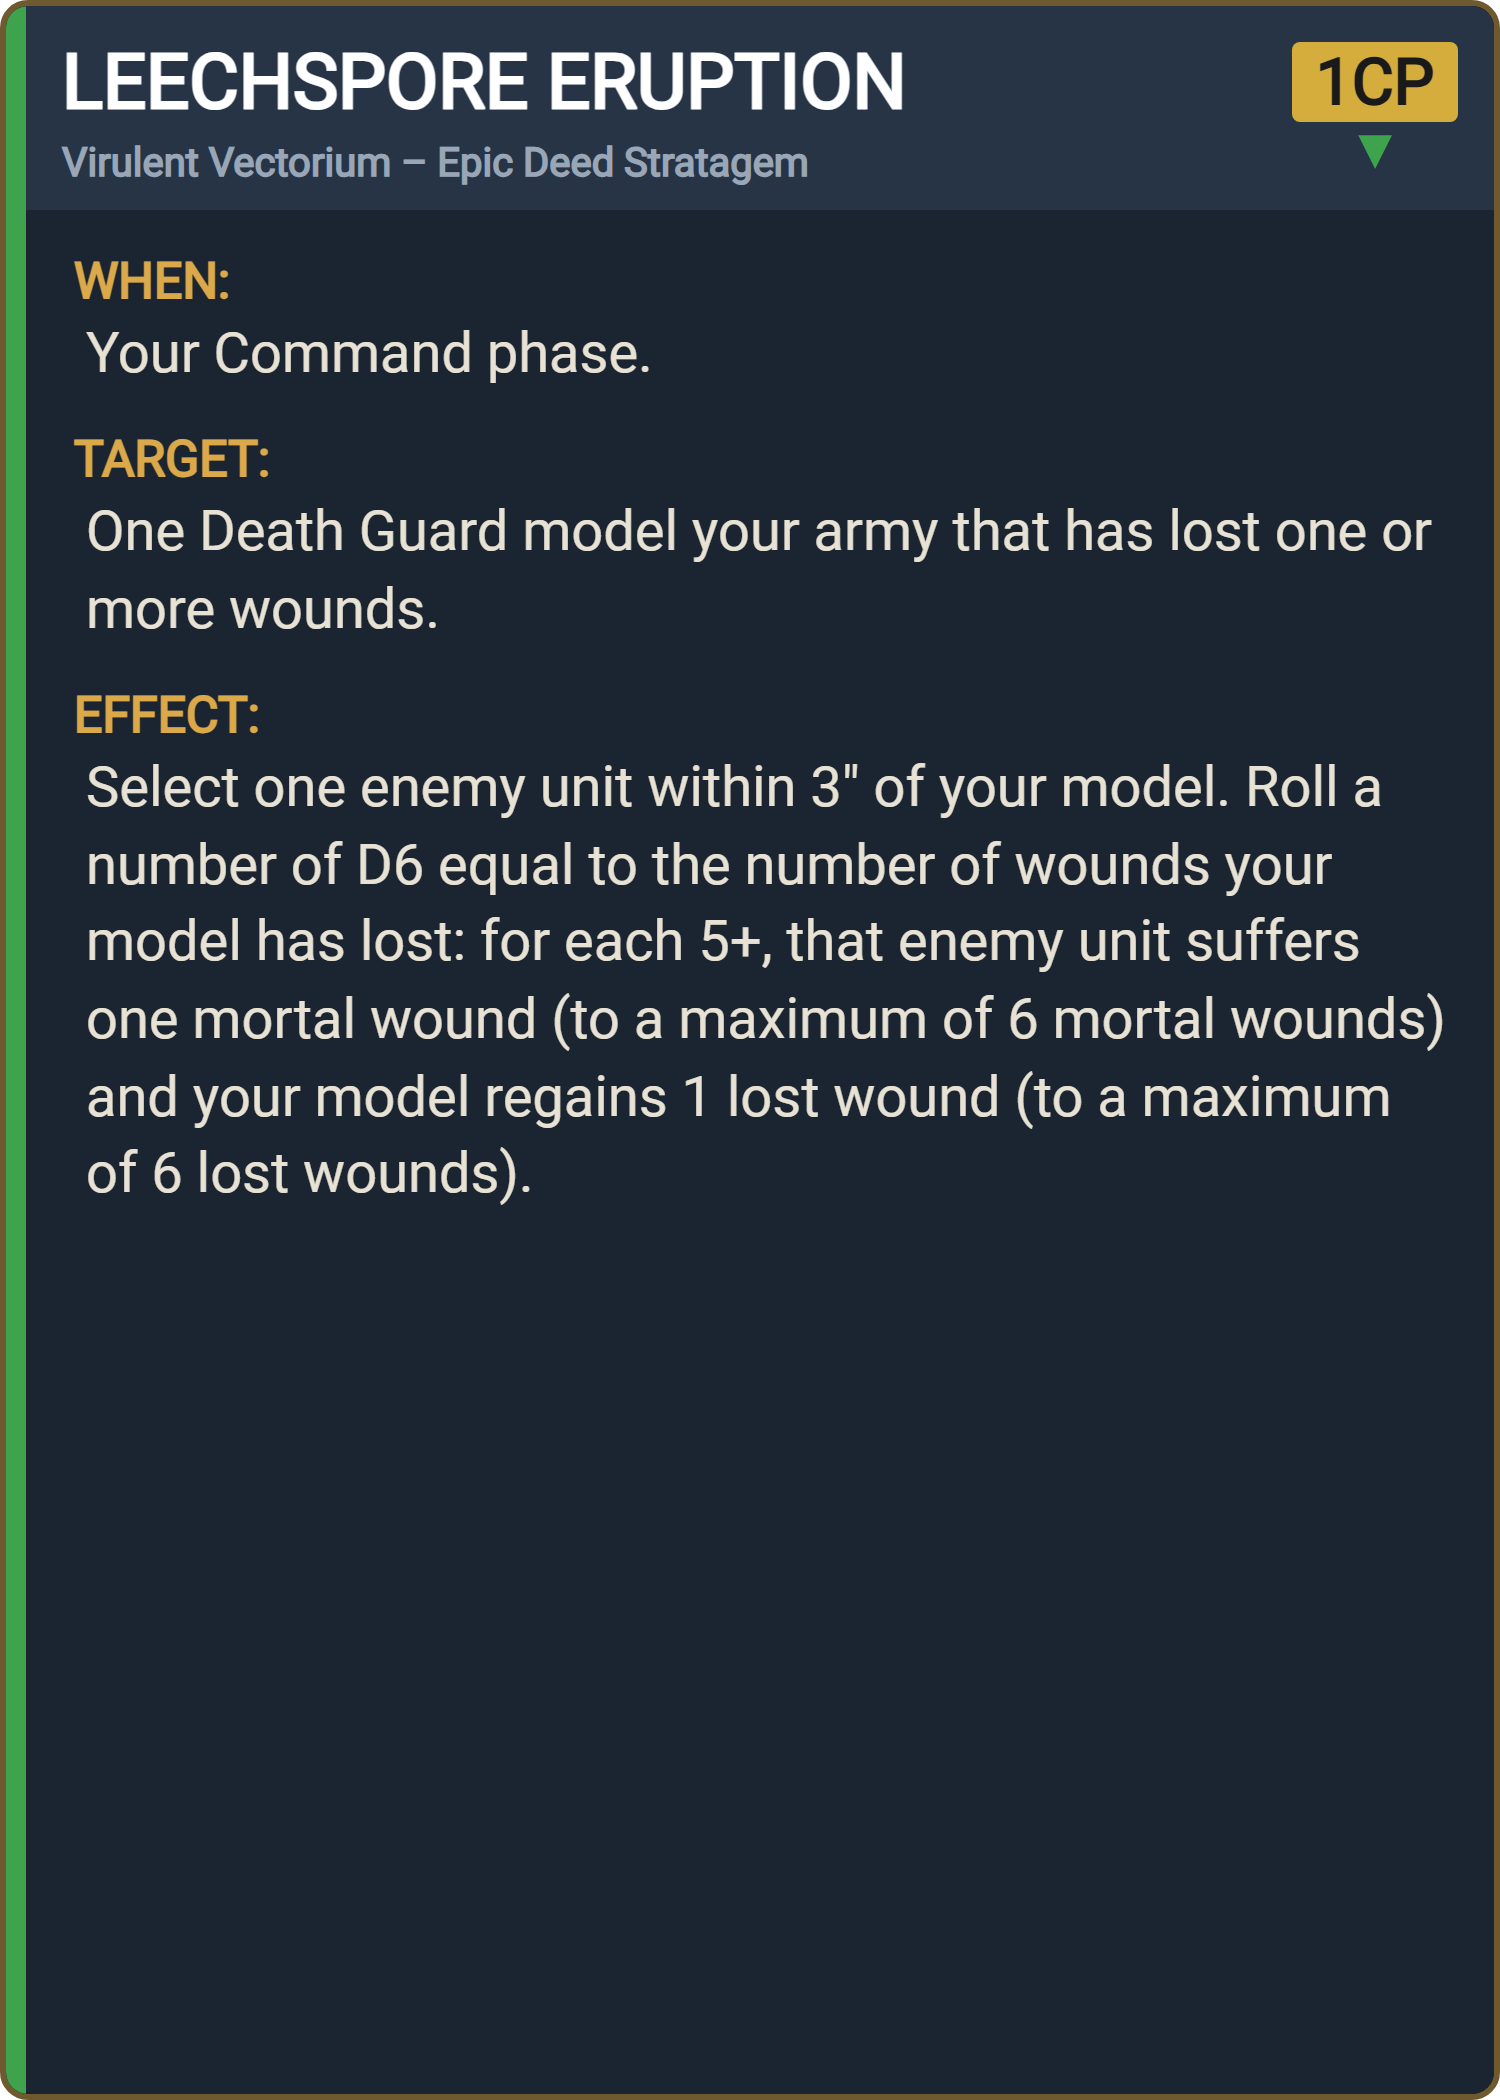 LEECHSPORE ERUPTION
1CP
Virulent Vectorium – Epic Deed Stratagem
WHEN:
Your Command phase.
TARGET:
One Death Guard model your army that has lost one or
more wounds.
EFFECT:
Select one enemy unit within 3" of your model. Roll a
number of D6 equal to the number of wounds your
model has lost: for each 5+, that enemy unit suffers
one mortal wound (to a maximum of 6 mortal wounds)
and your model regains 1 lost wound (to a maximum
of 6 lost wounds).